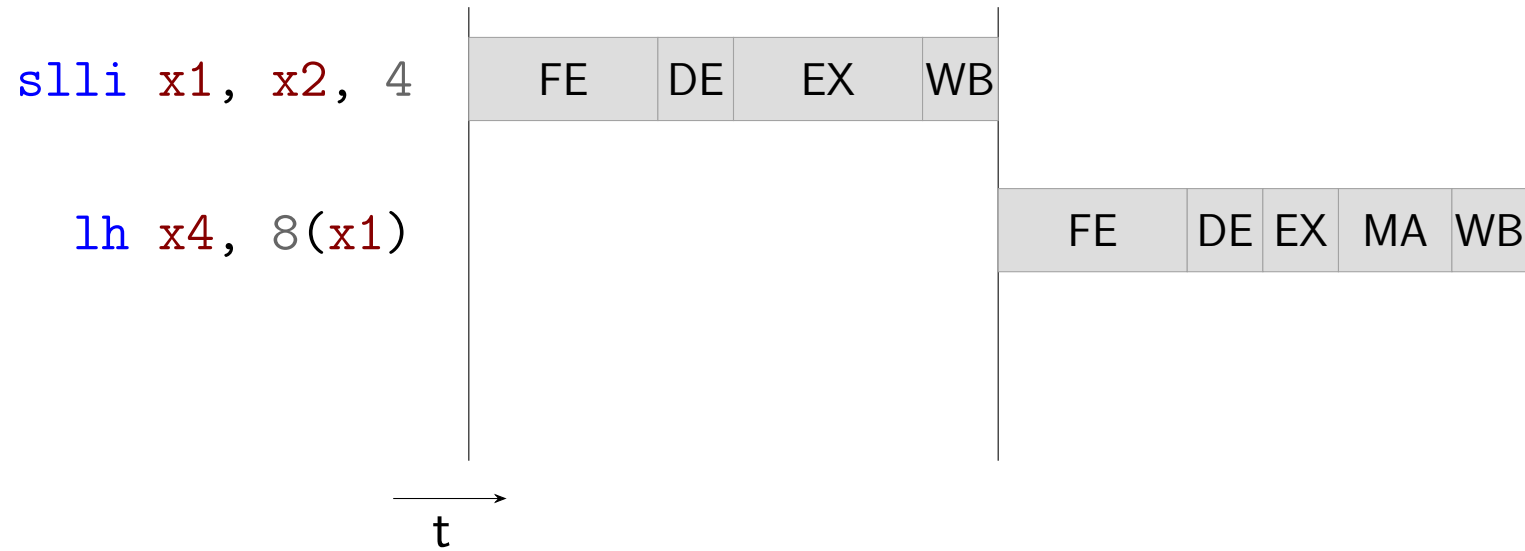 slli x1, x2, 4 FE DE EX WB
lh x4, 8(x1) FE DE EX MA WB
t